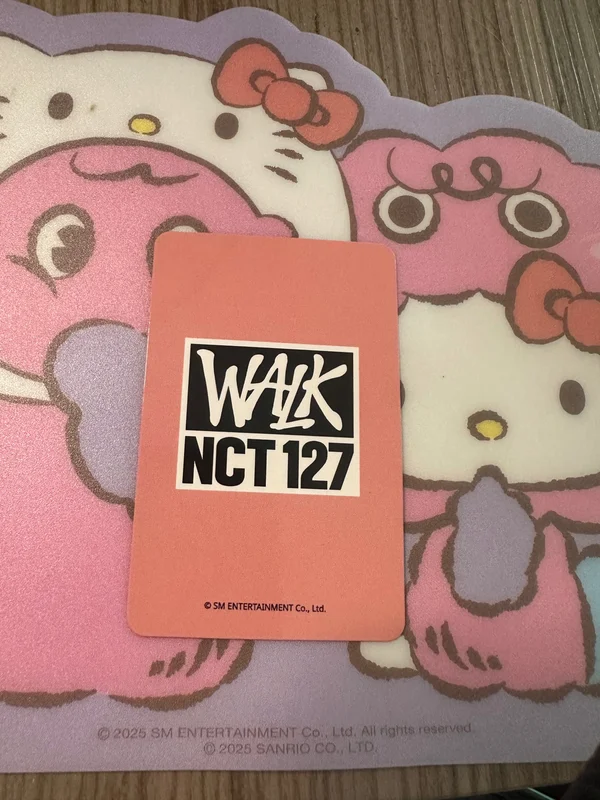 WALK
NCT 127
© SM ENTERTAINMENT Co., Ltd.
© 2025 SM ENTERTAINMENT Co., Ltd. All rights reserved.
© 2025 SANRIO CO., LTD.